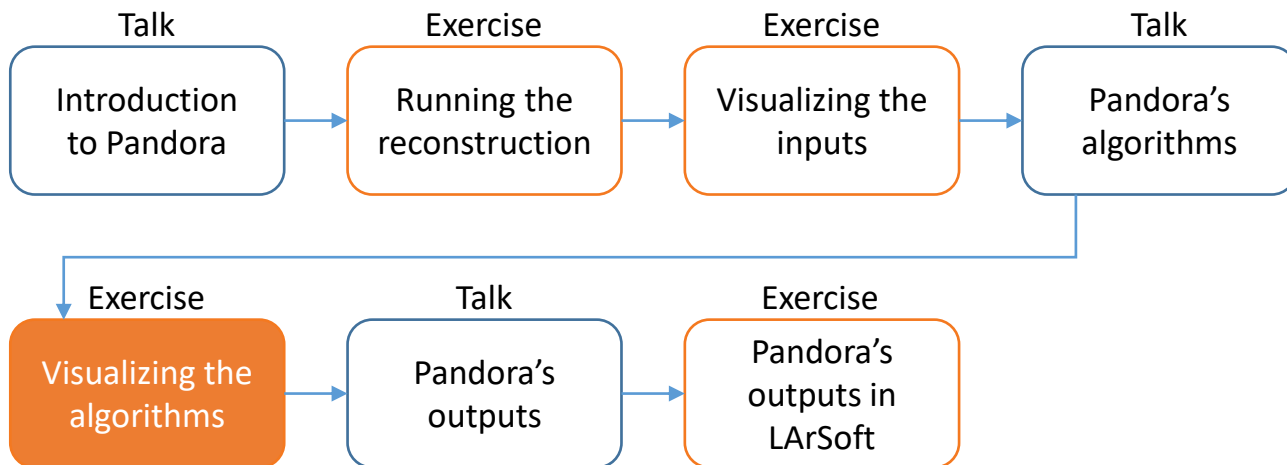 Talk
Introduction
to Pandora
Exercise
Running the
reconstruction
Exercise
Visualizing the
inputs
Talk
Pandora’s
algorithms
Exercise
Visualizing the
algorithms
Talk
Pandora’s
outputs
Exercise
Pandora’s
outputs in
LArSoft